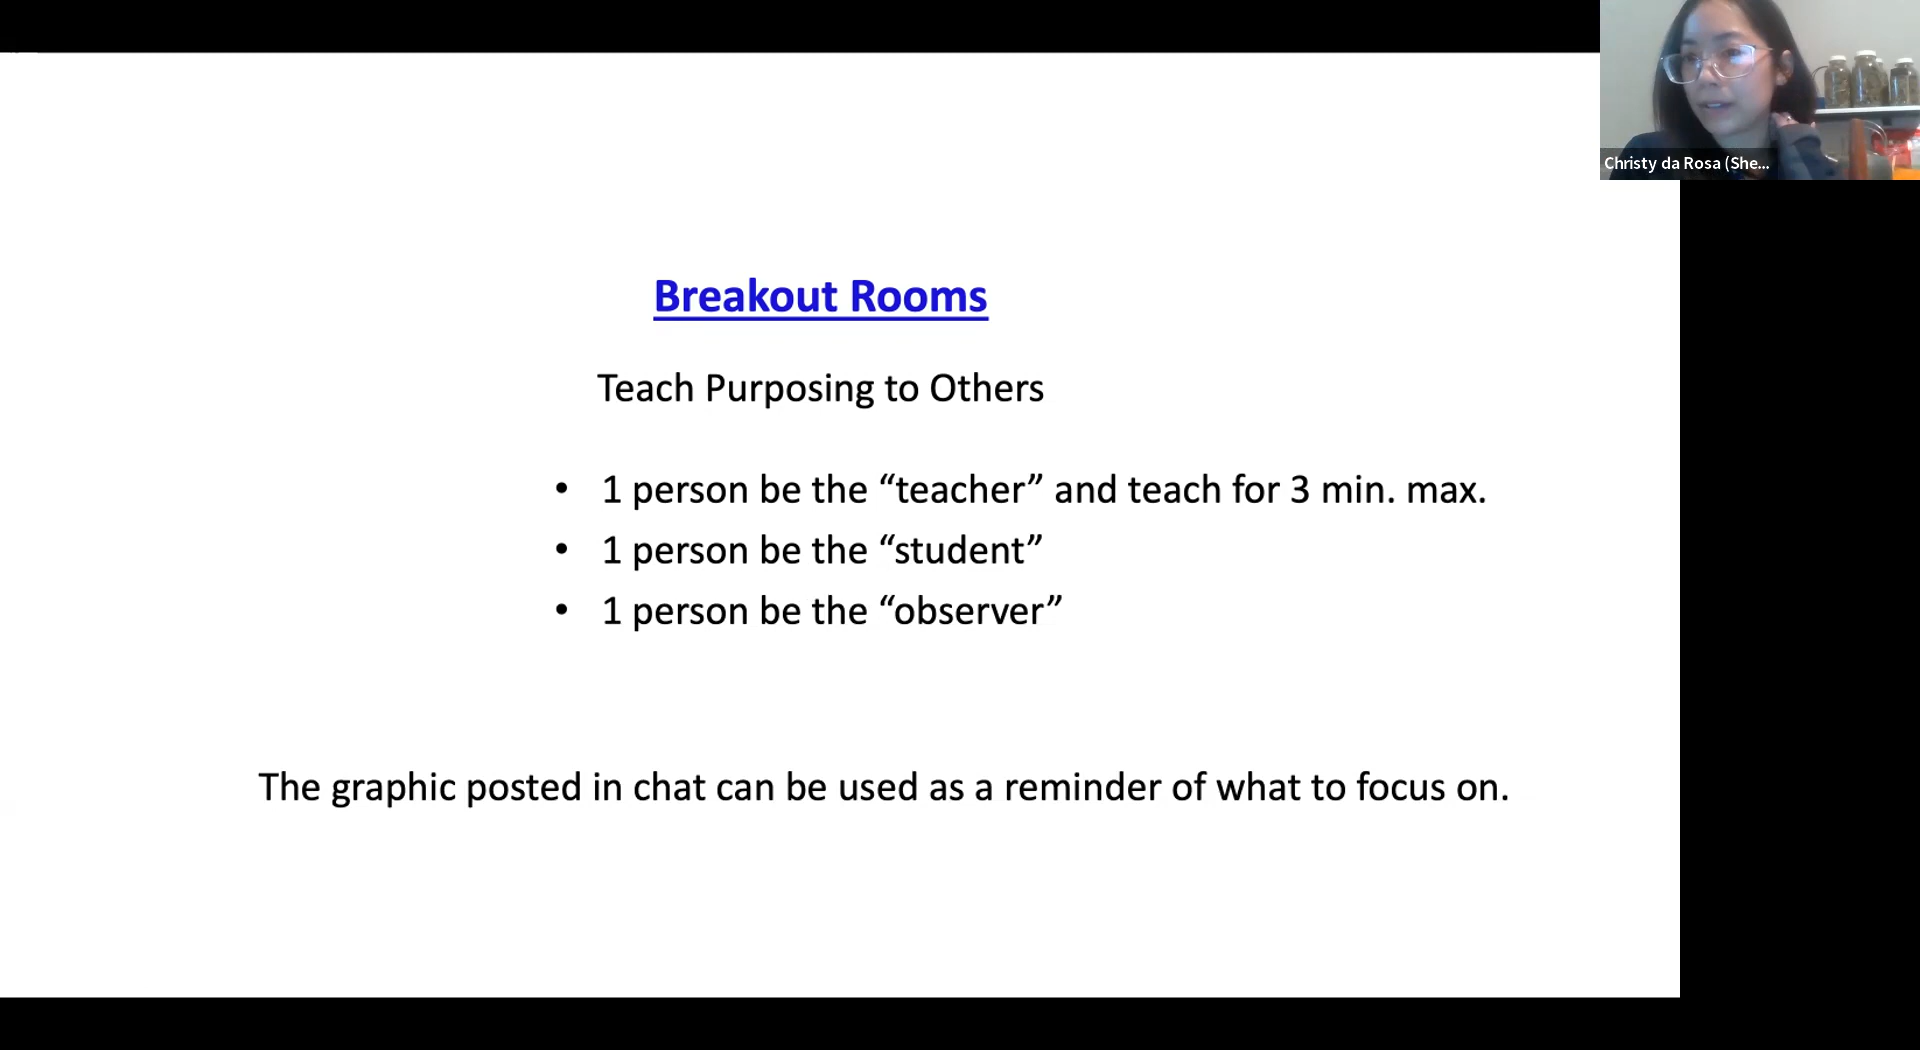 Christy da Rosa (She...
Breakout Rooms
Teach Purposing to Others
• 1 person be the “teacher” and teach for 3 min. max.
• 1 person be the “student”
• 1 person be the “observer”
The graphic posted in chat can be used as a reminder of what to focus on.